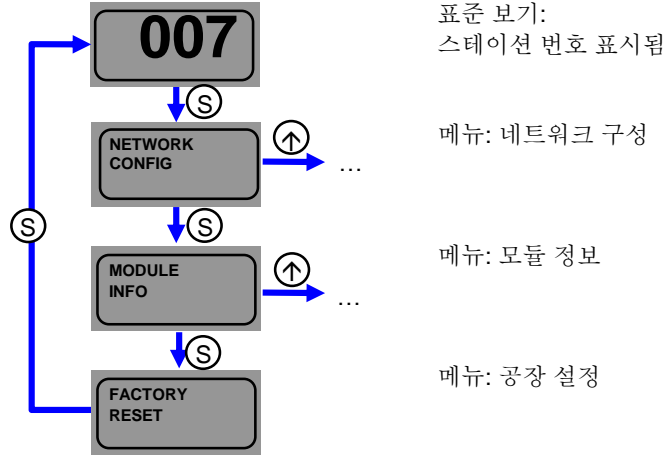 007
표준 보기:
스테이션 번호 표시됨
S
NETWORK
CONFIG
↑
...
메뉴: 네트워크 구성
S
S
MODULE
INFO
↑
...
메뉴: 모듈 정보
S
FACTORY
RESET
메뉴: 공장 설정